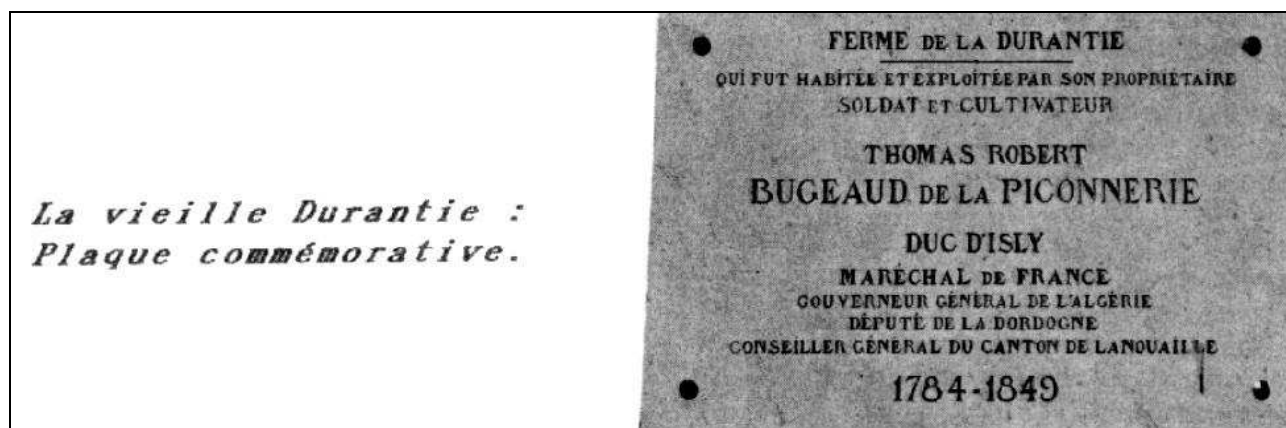 La vieille Durantie :
Plaque commémorative.
FERME DE LA DURANTIE
QUI FUT HABITÉE ET EXPLOITÉE PAR SON PROPRIÉTAIRE
SOLDAT ET CULTIVATEUR
THOMAS ROBERT
BUGEAUD DE LA PICONNERIE
DUC D'ISLY
MARÉCHAL DE FRANCE
GOUVERNEUR GÉNÉRAL DE L'ALGÉRIE
DÉPUTÉ DE LA DORDOGNE
CONSEILLER GÉNÉRAL DU CANTON DE LANOUAILLE
1784-1849